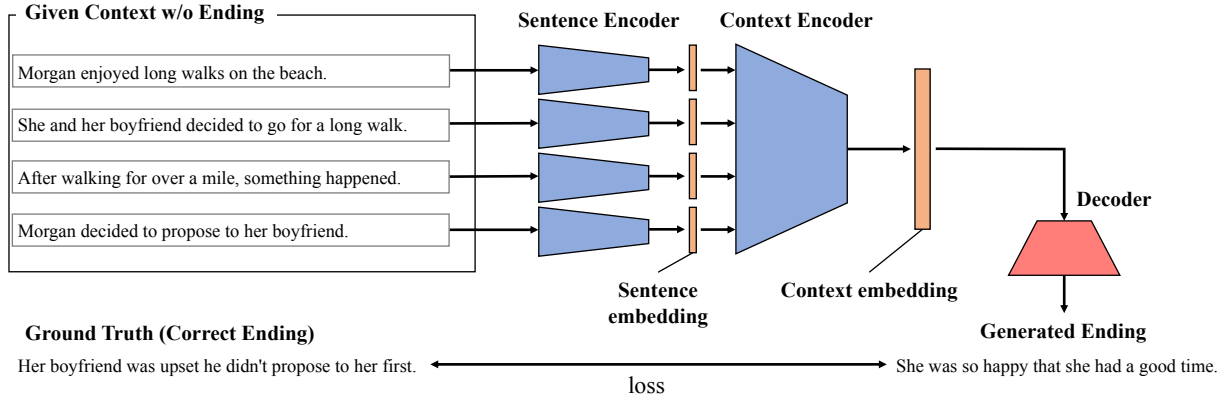 Given Context w/o Ending
Sentence Encoder
Context Encoder
Morgan enjoyed long walks on the beach.
She and her boyfriend decided to go for a long walk.
After walking for over a mile, something happened.
Morgan decided to propose to her boyfriend.
Decoder
Sentence
embedding
Context embedding
Generated Ending
Ground Truth (Correct Ending)
Her boyfriend was upset he didn't propose to her first.
She was so happy that she had a good time.
loss